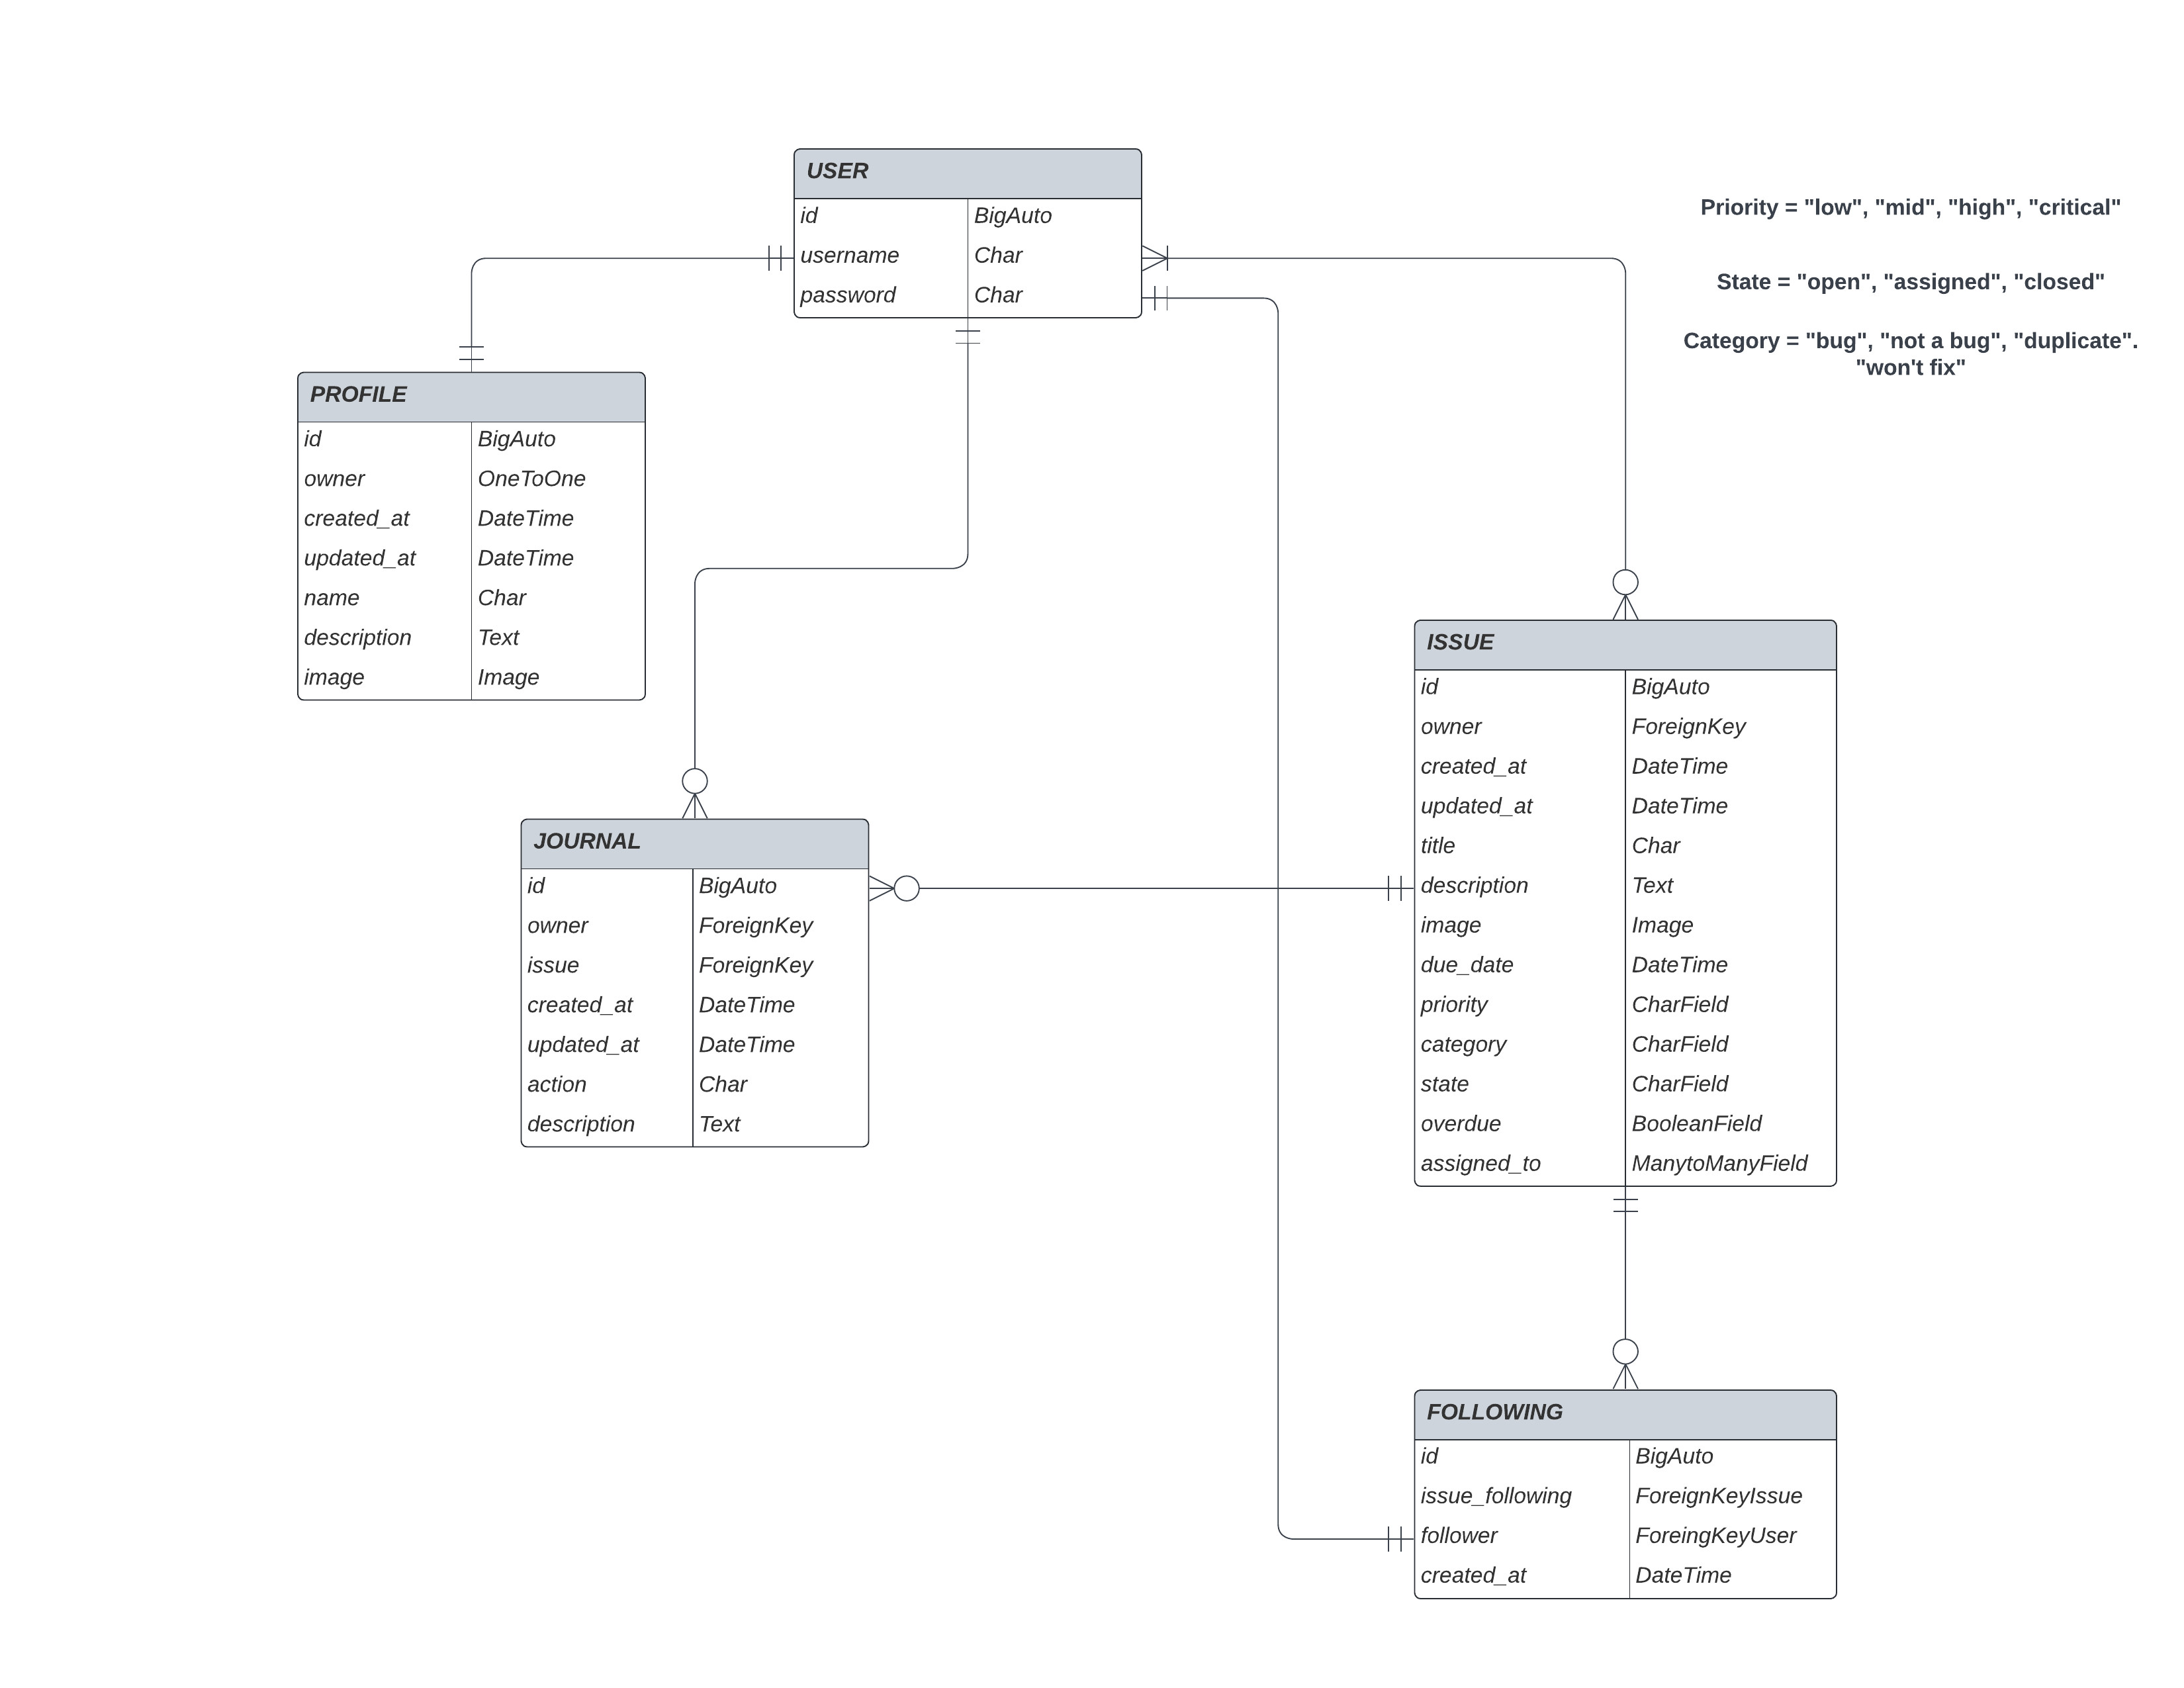 USER
id BigAuto
username Char
password Char
Priority = "low", "mid", "high", "critical"
State = "open", "assigned", "closed"
Category = "bug", "not a bug", "duplicate".
"won't fix"
PROFILE
id BigAuto
owner OneToOne
created_at DateTime
updated_at DateTime
name Char
description Text
image Image
ISSUE
id BigAuto
owner ForeignKey
created_at DateTime
updated_at DateTime
title Char
description Text
image Image
due_date DateTime
priority CharField
category CharField
state CharField
overdue BooleanField
assigned_to ManytoManyField
JOURNAL
id BigAuto
owner ForeignKey
issue ForeignKey
created_at DateTime
updated_at DateTime
action Char
description Text
FOLLOWING
id BigAuto
issue_following ForeignKeyIssue
follower ForeingKeyUser
created_at DateTime